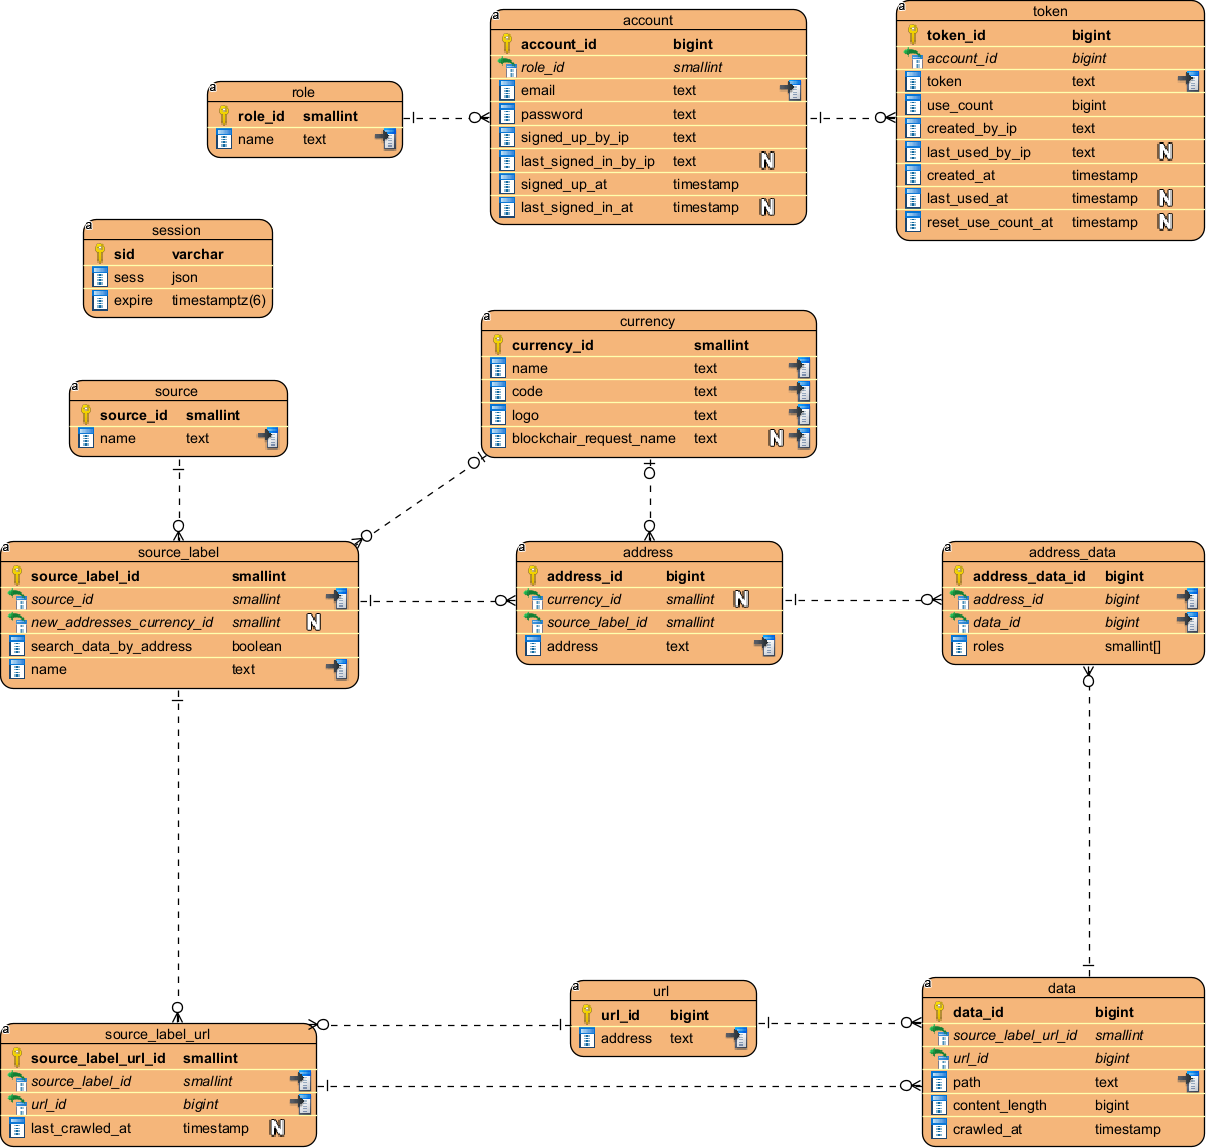 a
role
role_id smallint
name text
a
account
account_id bigint
role_id smallint
email text
password text
signed_up_by_ip text
last_signed_in_by_ip text N
signed_up_at timestamp
last_signed_in_at timestamp N
a
token
token_id bigint
account_id bigint
token text
use_count bigint
created_by_ip text
last_used_by_ip text N
created_at timestamp
last_used_at timestamp N
reset_use_count_at timestamp N
a
session
sid varchar
sess json
expire timestamptz(6)
a
currency
currency_id smallint
name text
code text
logo text
blockchair_request_name text N
a
source
source_id smallint
name text
a
source_label
source_label_id smallint
source_id smallint
new_addresses_currency_id smallint N
search_data_by_address boolean
name text
a
address
address_id bigint
currency_id smallint N
source_label_id smallint
address text
a
address_data
address_data_id bigint
address_id bigint
data_id bigint
roles smallint[]
a
source_label_url
source_label_url_id smallint
source_label_id smallint
url_id bigint
last_crawled_at timestamp N
a
url
url_id bigint
address text
a
data
data_id bigint
source_label_url_id smallint
url_id bigint
path text
content_length bigint
crawled_at timestamp